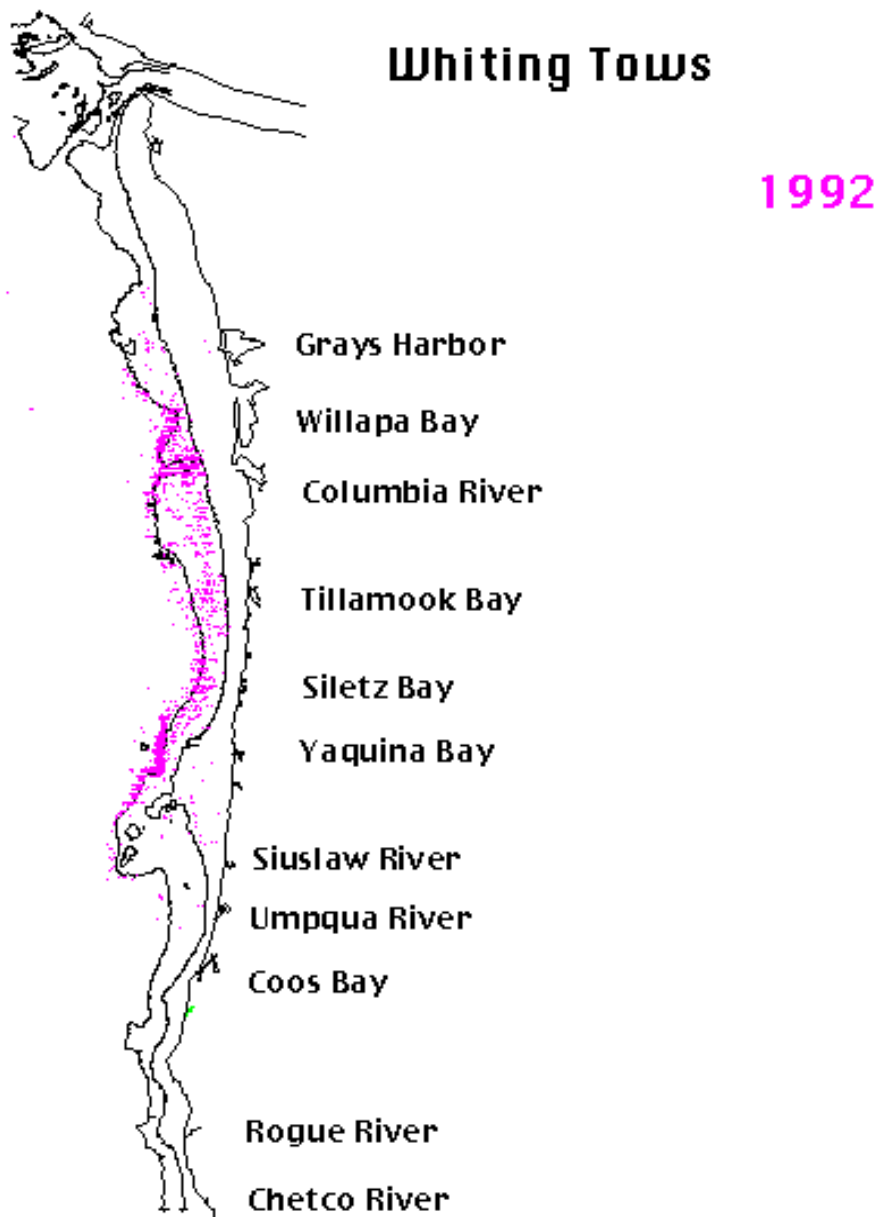 Whiting Tows
1992
Grays Harbor
Willapa Bay
Columbia River
Tillamook Bay
Siletz Bay
Yaquina Bay
Siuslaw River
Umpqua River
Coos Bay
Rogue River
Chetco River